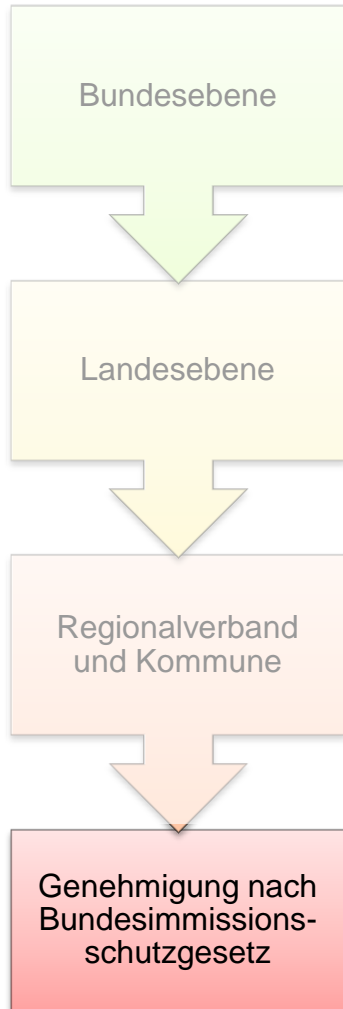 Bundesebene
Landesebene
Regionalverband
und Kommune
Genehmigung nach
Bundesimmissions-
schutzgesetz